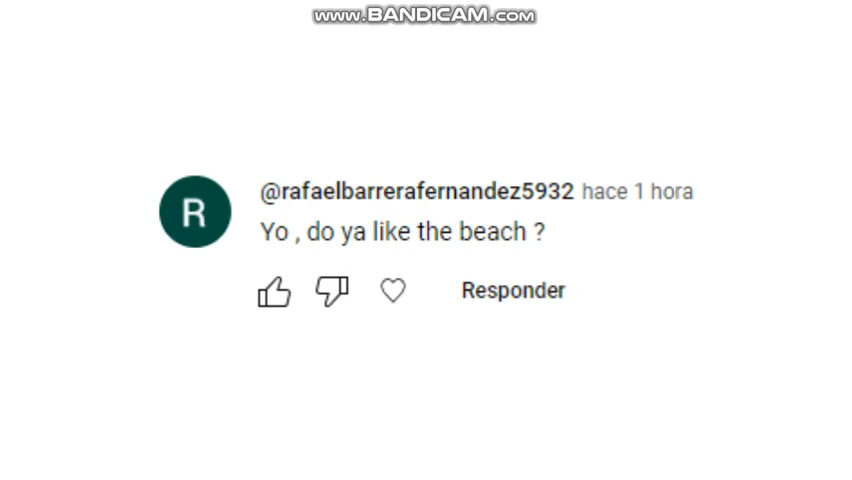 www.BANDICAM.com
R
@rafaelbarrerafernandez5932 hace 1 hora
Yo , do ya like the beach ?
Responder